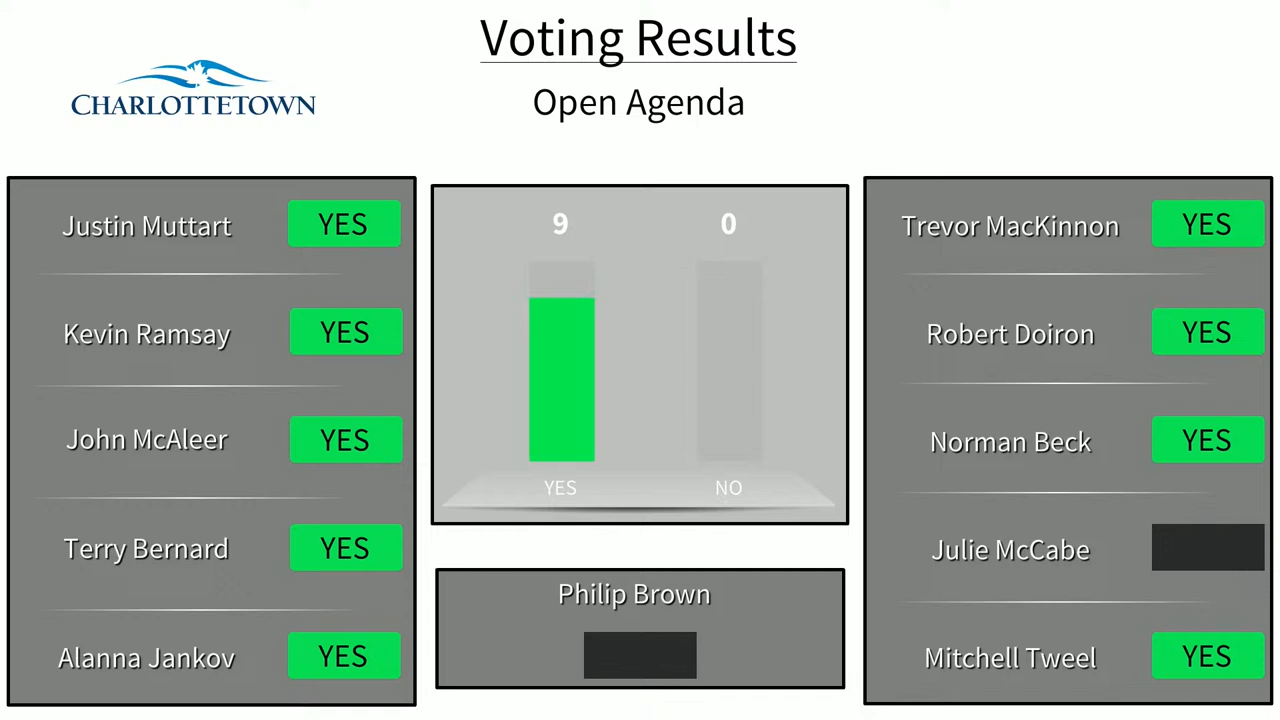 Voting Results
Open Agenda
CHARLOTTETOWN
Justin Muttart YES
Kevin Ramsay YES
John McAleer YES
Terry Bernard YES
Alanna Jankov YES
9 0
YES NO
Philip Brown
Trevor MacKinnon YES
Robert Doiron YES
Norman Beck YES
Julie McCabe
Mitchell Tweel YES